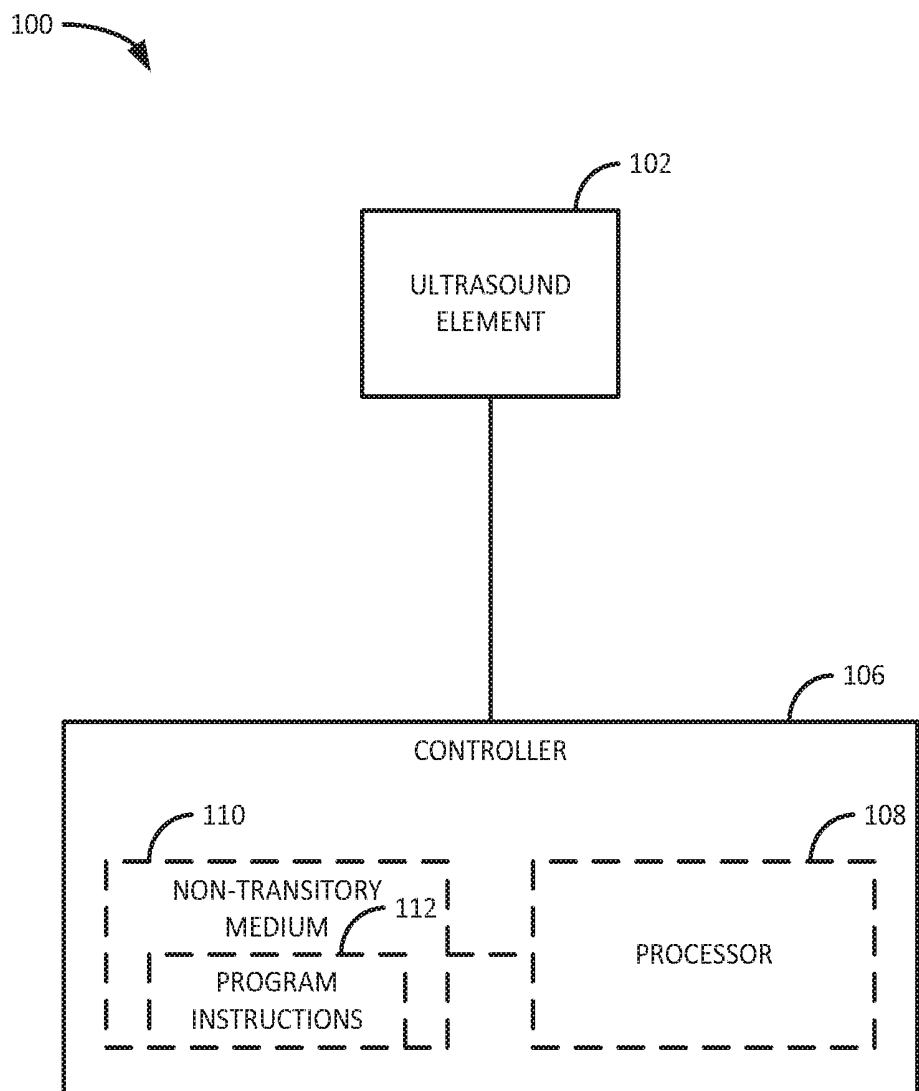 100
102
ULTRASOUND
ELEMENT
106
CONTROLLER
110
108
NON-TRANSITORY
MEDIUM
112
PROCESSOR
PROGRAM
INSTRUCTIONS